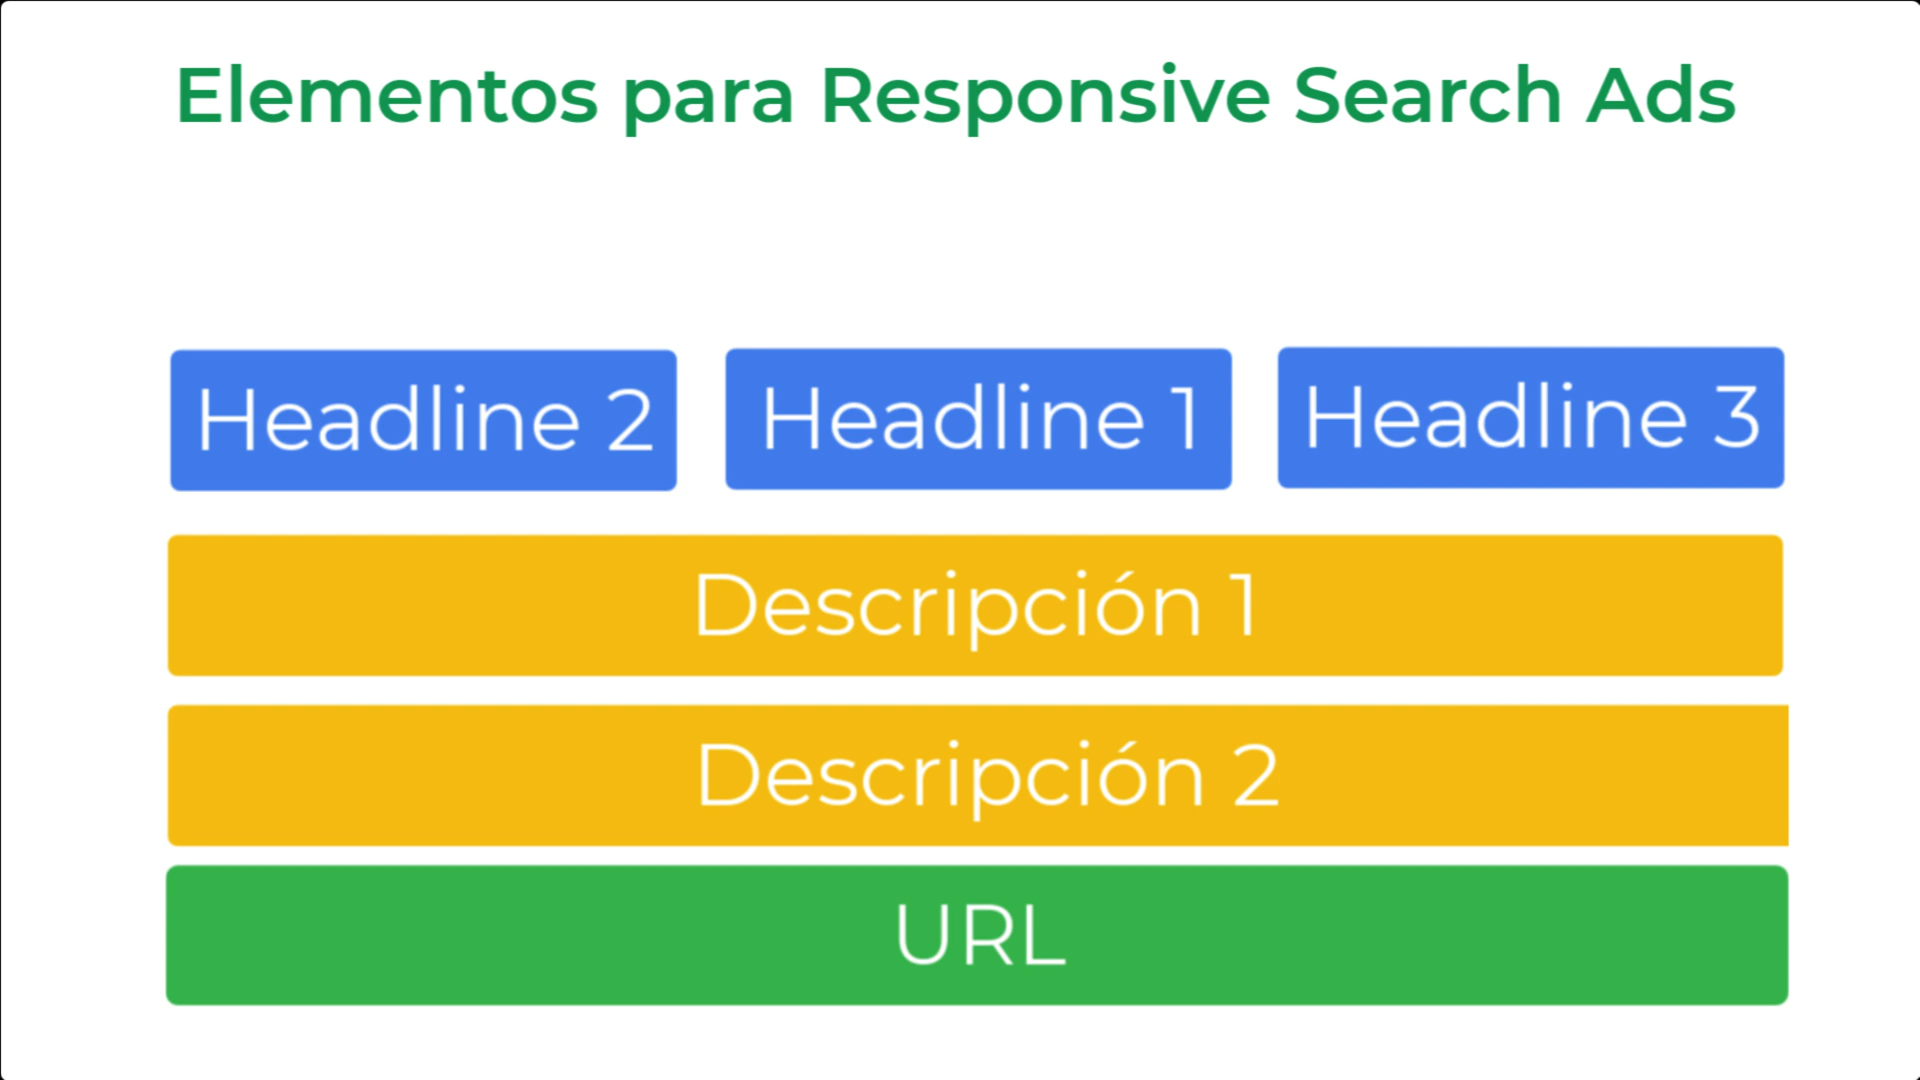 Elementos para Responsive Search Ads
Headline 2
Headline 1
Headline 3
Descripción 1
Descripción 2
URL